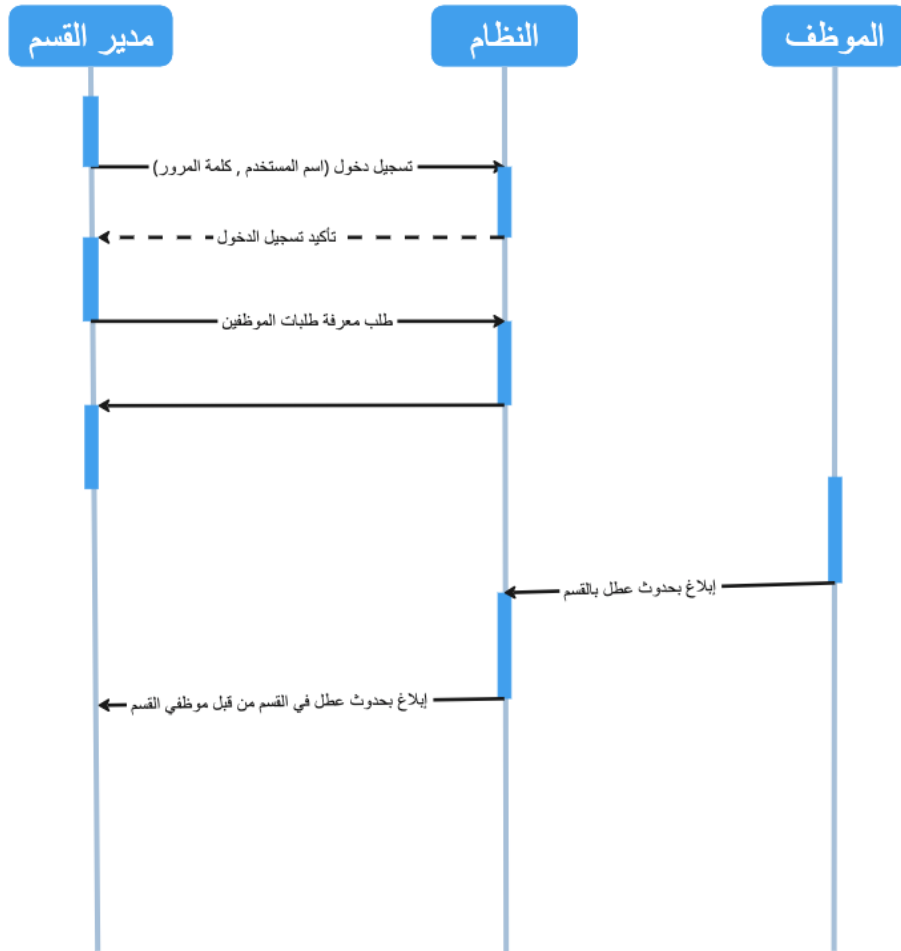 مدير القسم
النظام
الموظف
تسجيل دخول (اسم المستخدم , كلمة المرور)
تأكيد تسجيل الدخول
طلب معرفة طلبات الموظفين
إبلاغ بحدوث عطل بالقسم
إبلاغ بحدوث عطل في القسم من قبل موظفي القسم